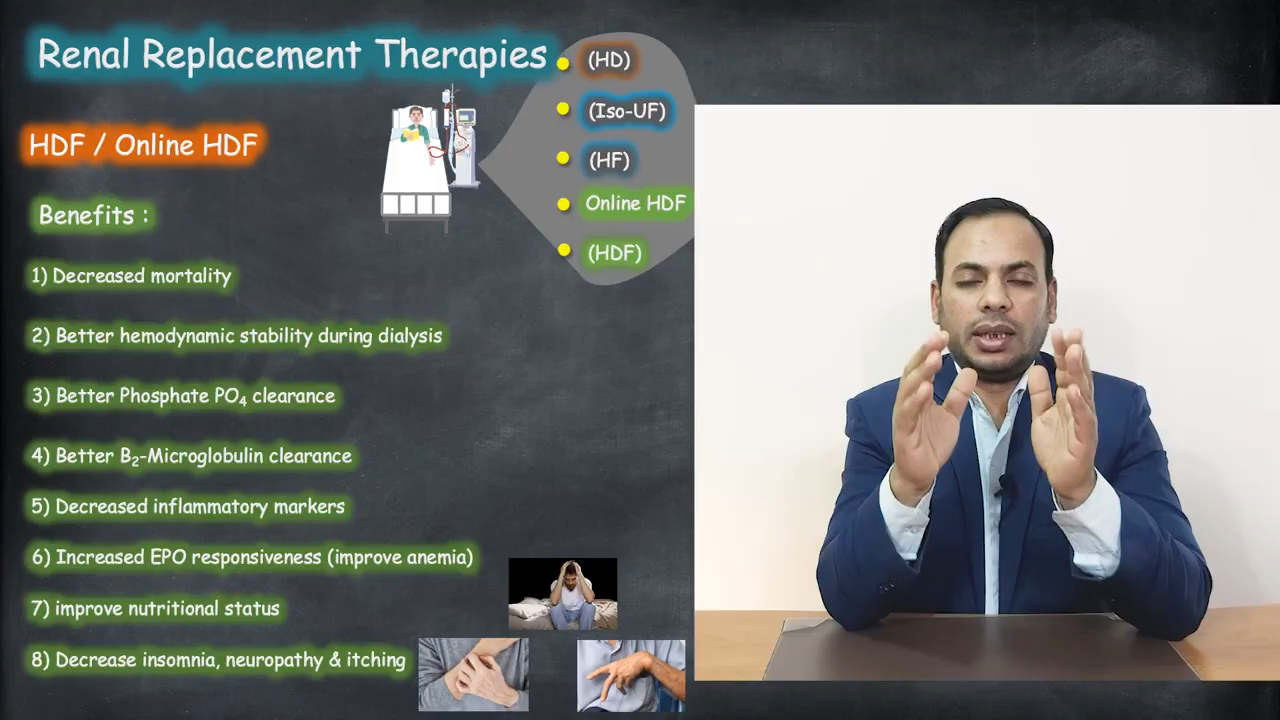 Renal Replacement Therapies
(HD)
(Iso-UF)
(HF)
Online HDF
(HDF)
HDF / Online HDF
Benefits :
1) Decreased mortality
2) Better hemodynamic stability during dialysis
3) Better Phosphate PO₄ clearance
4) Better B₂-Microglobulin clearance
5) Decreased inflammatory markers
6) Increased EPO responsiveness (improve anemia)
7) improve nutritional status
8) Decrease insomnia, neuropathy & itching